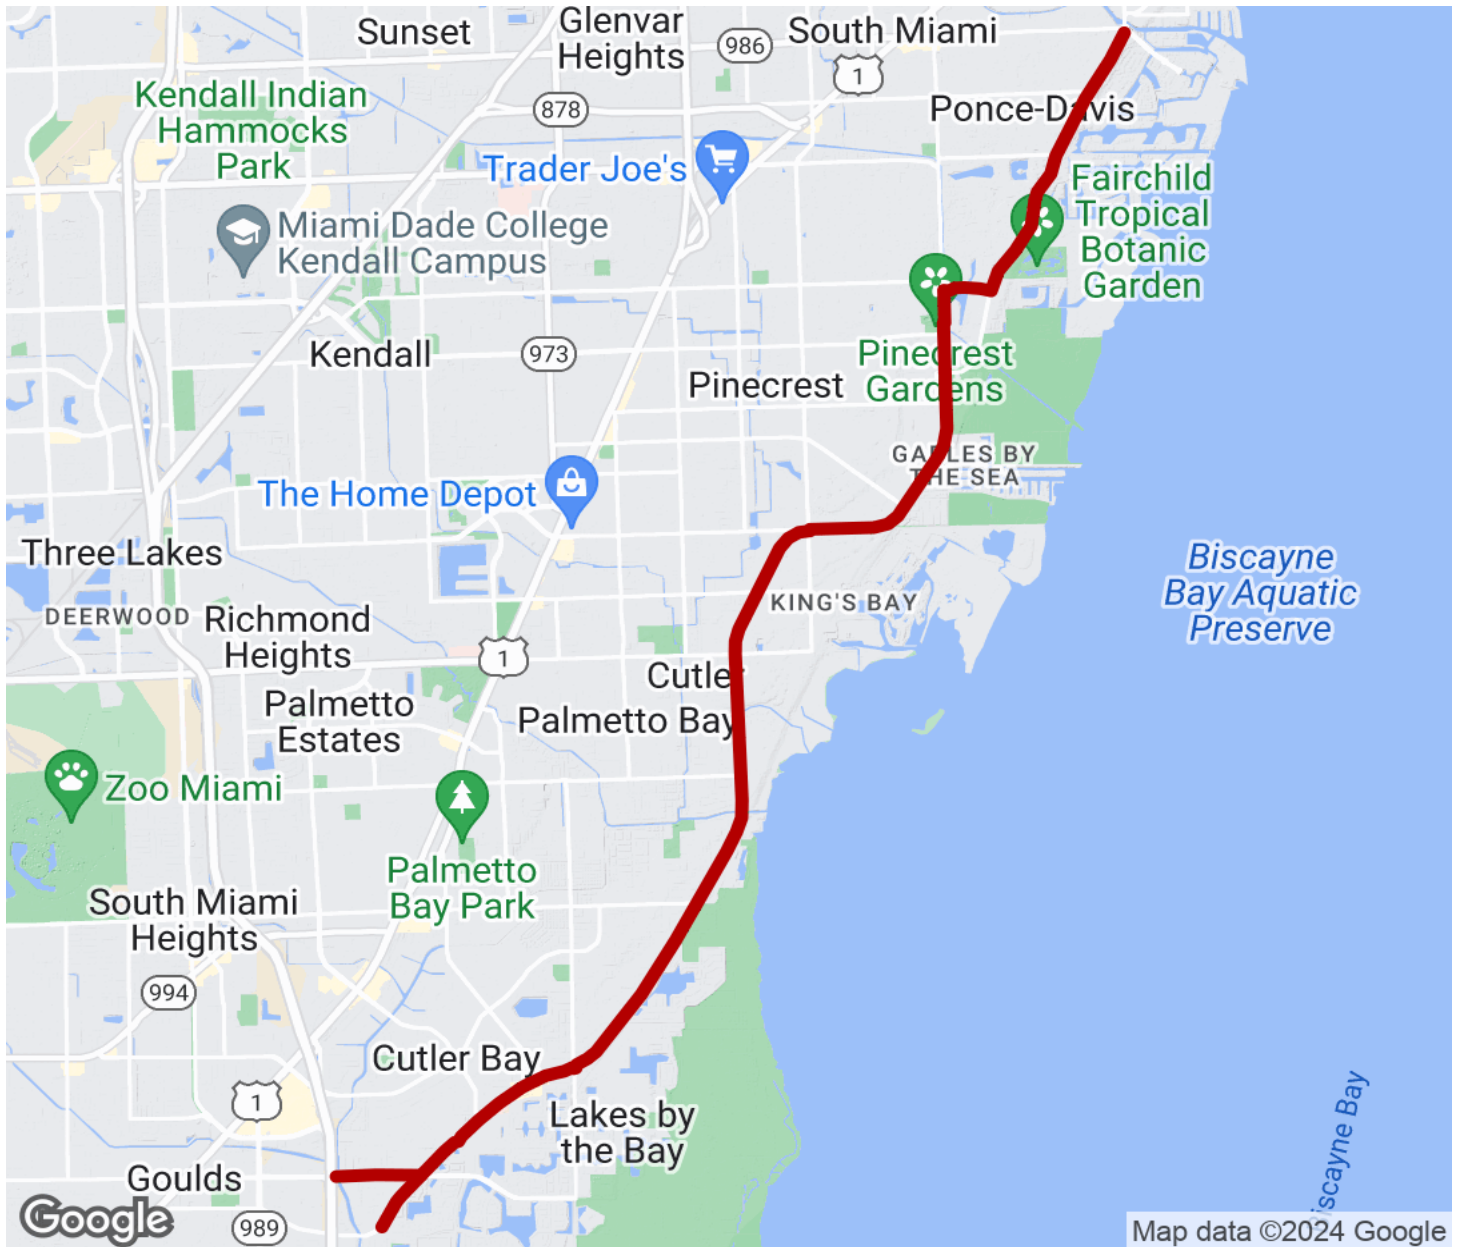 Sunset
Glenvar
Heights
986
South Miami
1
Kendall Indian
Hammocks
Park
878
Ponce-Davis
Trader Joe's
Fairchild
Tropical
Botanic
Garden
Miami Dade College
Kendall Campus
Kendall
973
Pinecrest
Gardens
Pinecrest
GABLES BY
THE SEA
The Home Depot
Three Lakes
Biscayne
Bay Aquatic
Preserve
DEERWOOD
Richmond
Heights
KING'S BAY
1
Cutler
Palmetto
Estates
Palmetto Bay
Zoo Miami
Palmetto
Bay Park
South Miami
Heights
994
Cutler Bay
1
Lakes by
the Bay
Biscayne Bay
Goulds
Google
989
Map data ©2024 Google